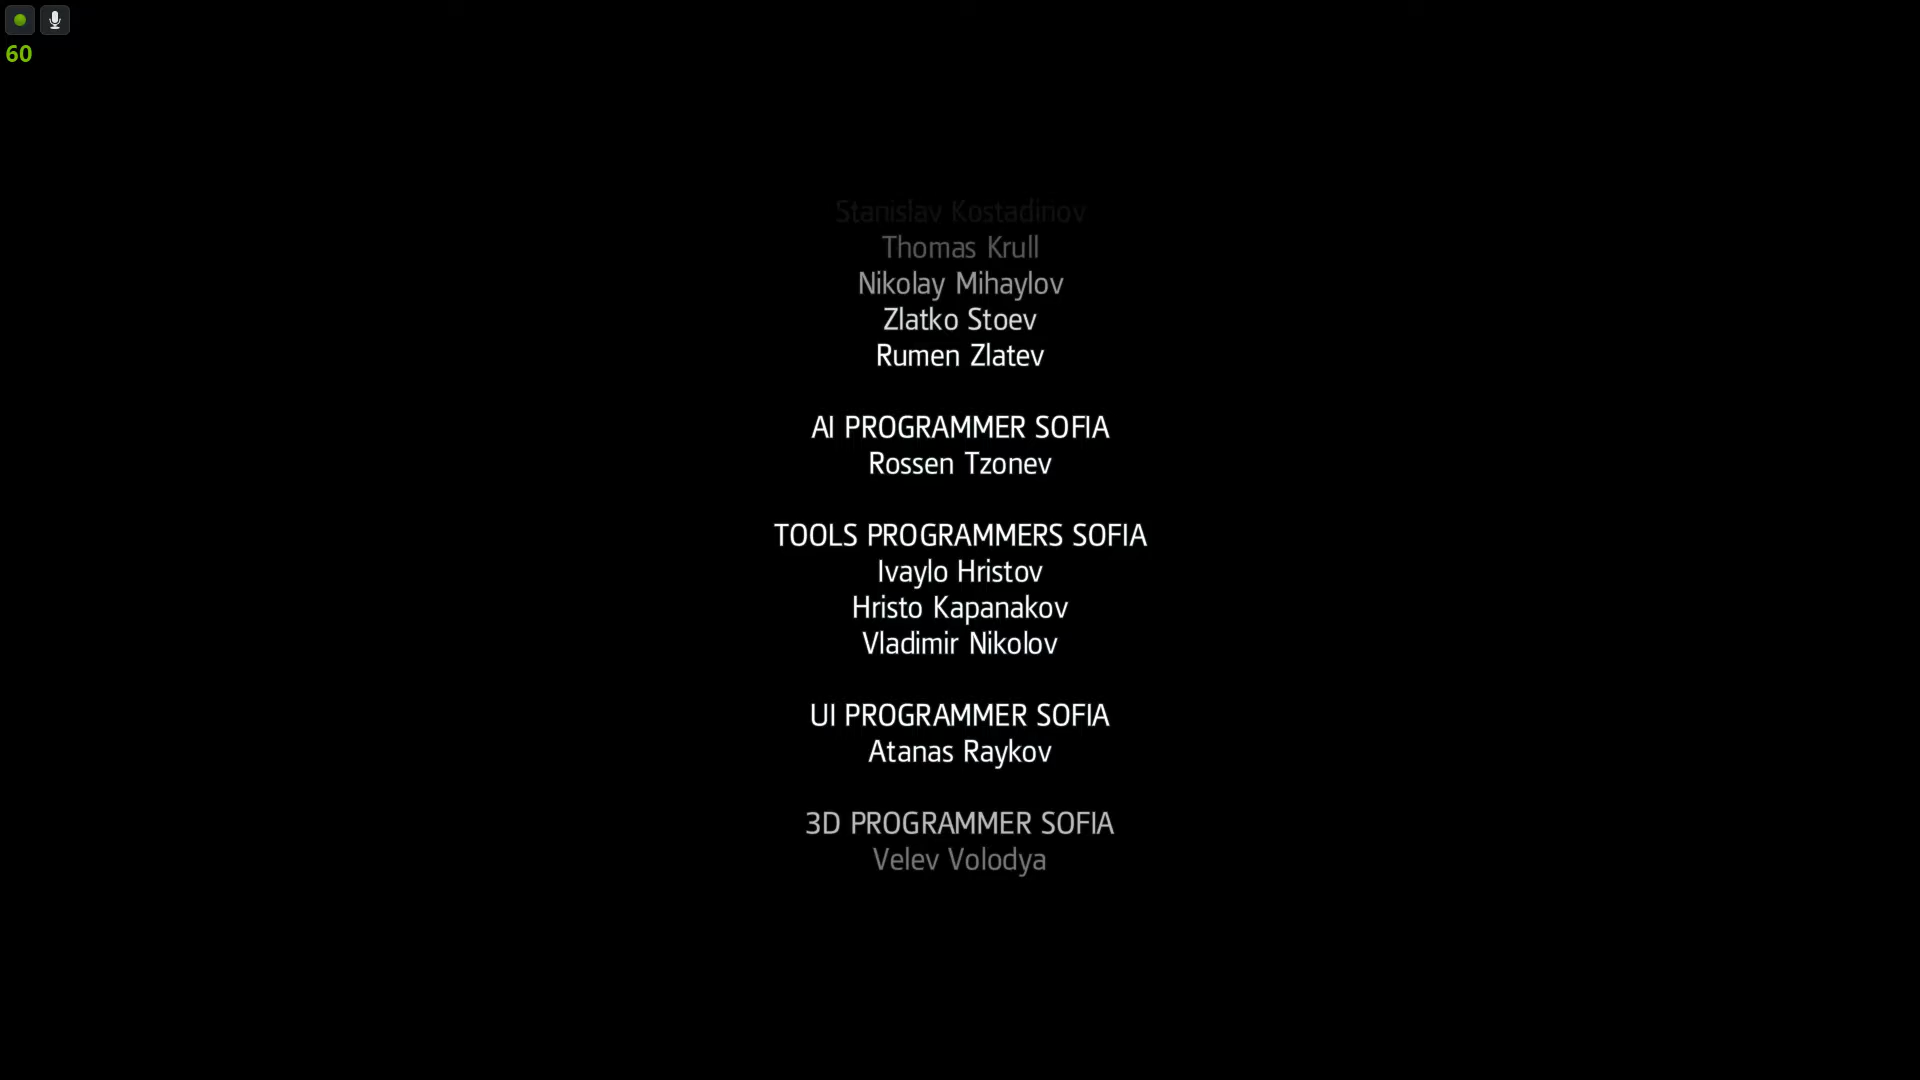 60
Stanislav Kostadinov
Thomas Krull
Nikolay Mihaylov
Zlatko Stoev
Rumen Zlatev
AI PROGRAMMER SOFIA
Rossen Tzonev
TOOLS PROGRAMMERS SOFIA
Ivaylo Hristov
Hristo Kapanakov
Vladimir Nikolov
UI PROGRAMMER SOFIA
Atanas Raykov
3D PROGRAMMER SOFIA
Velev Volodya